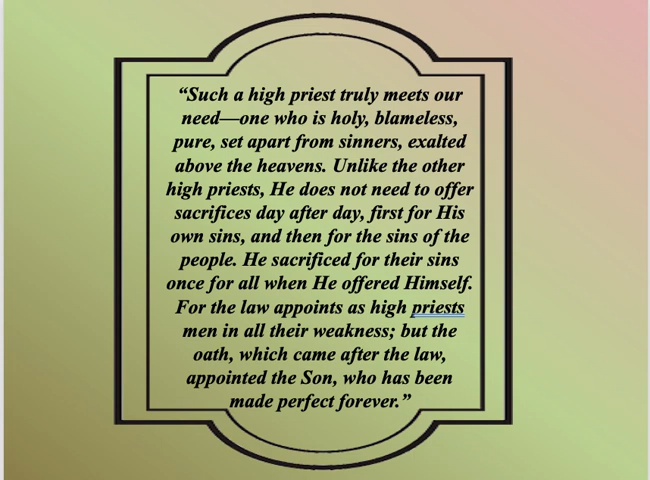 “Such a high priest truly meets our
need—one who is holy, blameless,
pure, set apart from sinners, exalted
above the heavens. Unlike the other
high priests, He does not need to offer
sacrifices day after day, first for His
own sins, and then for the sins of the
people. He sacrificed for their sins
once for all when He offered Himself.
For the law appoints as high priests
men in all their weakness; but the
oath, which came after the law,
appointed the Son, who has been
made perfect forever.”